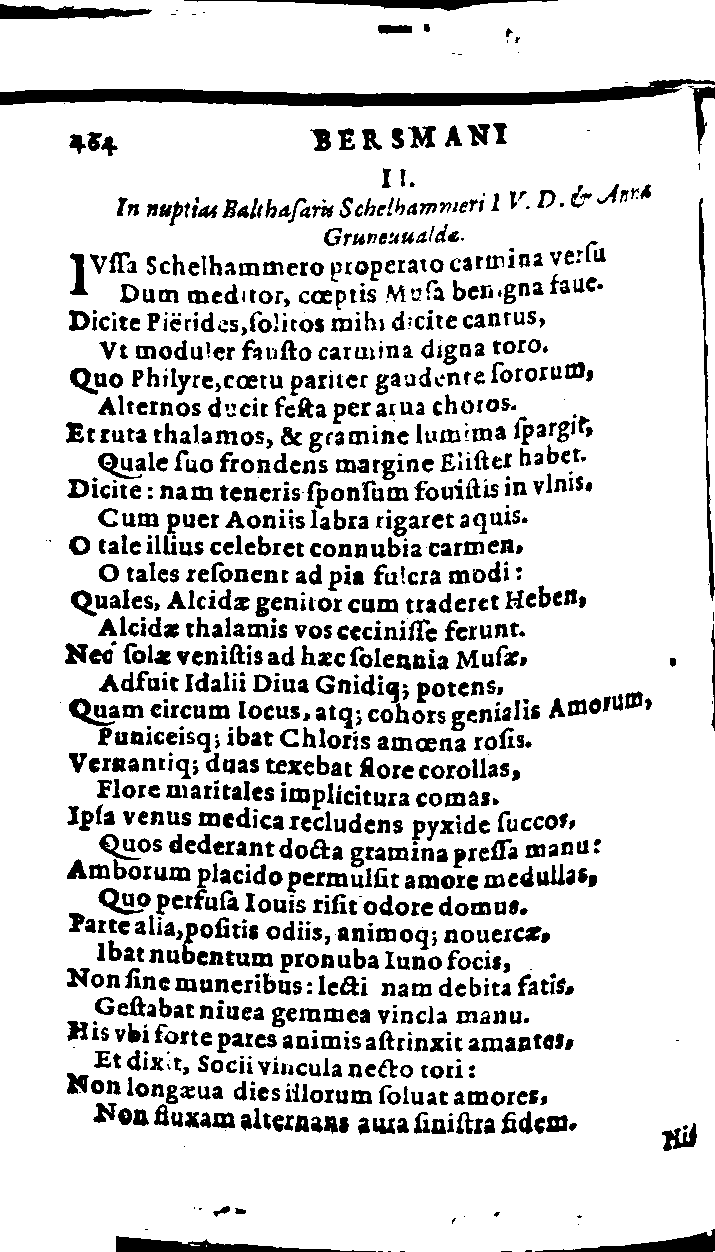 464 BERSMANI
II.
In nuptias Balthaſaris Schelhammeri I V. D. & Annæ
Gruneuualdæ.
IVſſa Schelhammero properato carmina verſu
Dum meditor, cœptis Muſa benigna faue.
Dicite Piërides, ſolitos mihi dicite cantus,
Vt moduler fauſto carmina digna toro.
Quo Philyre, cœtu pariter gaudente ſororum,
Alternos ducit feſta per arua choros.
Et ruta thalamos, & gramine lumina ſpargit,
Quale ſuo frondens margine Eliſter habet.
Dicite: nam teneris ſponſum fouiſtis in vlnis,
Cum puer Aoniis labra rigaret aquis.
O tale illius celebret connubia carmen,
O tales reſonent ad pia fulcra modi:
Quales, Alcidæ genitor cum traderet Heben,
Alcidæ thalamis vos ceciniſſe ferunt.
Nec ſolæ veniſtis ad hæc ſolennia Muſæ,
Adfuit Idalii Diua Gnidiq; potens,
Quam circum Iocus, atq; cohors genialis Amorum,
Puniceisq; ibat Chloris amœna roſis.
Vernantiq; duas texebat flore corollas,
Flore maritales implicitura comas.
Ipſa venus medica recludens pyxide ſuccos,
Quos dederant docta gramina preſſa manu:
Amborum placido permulſit amore medullas,
Quo perfuſa Iouis riſit odore domus.
Parte alia, poſitis odiis, animoq; nouercæ,
Ibat nubentum pronuba Iuno focis,
Non ſine muneribus: lecti nam debita fatis,
Geſtabat niuea gemmea vincla manu.
His vbi forte pares animis aſtrinxit amantes,
Et dixit, Socii vincula necto tori:
Non longæua dies illorum ſoluat amores,
Non fluxam alternans aura ſiniſtra fidem.
Nil